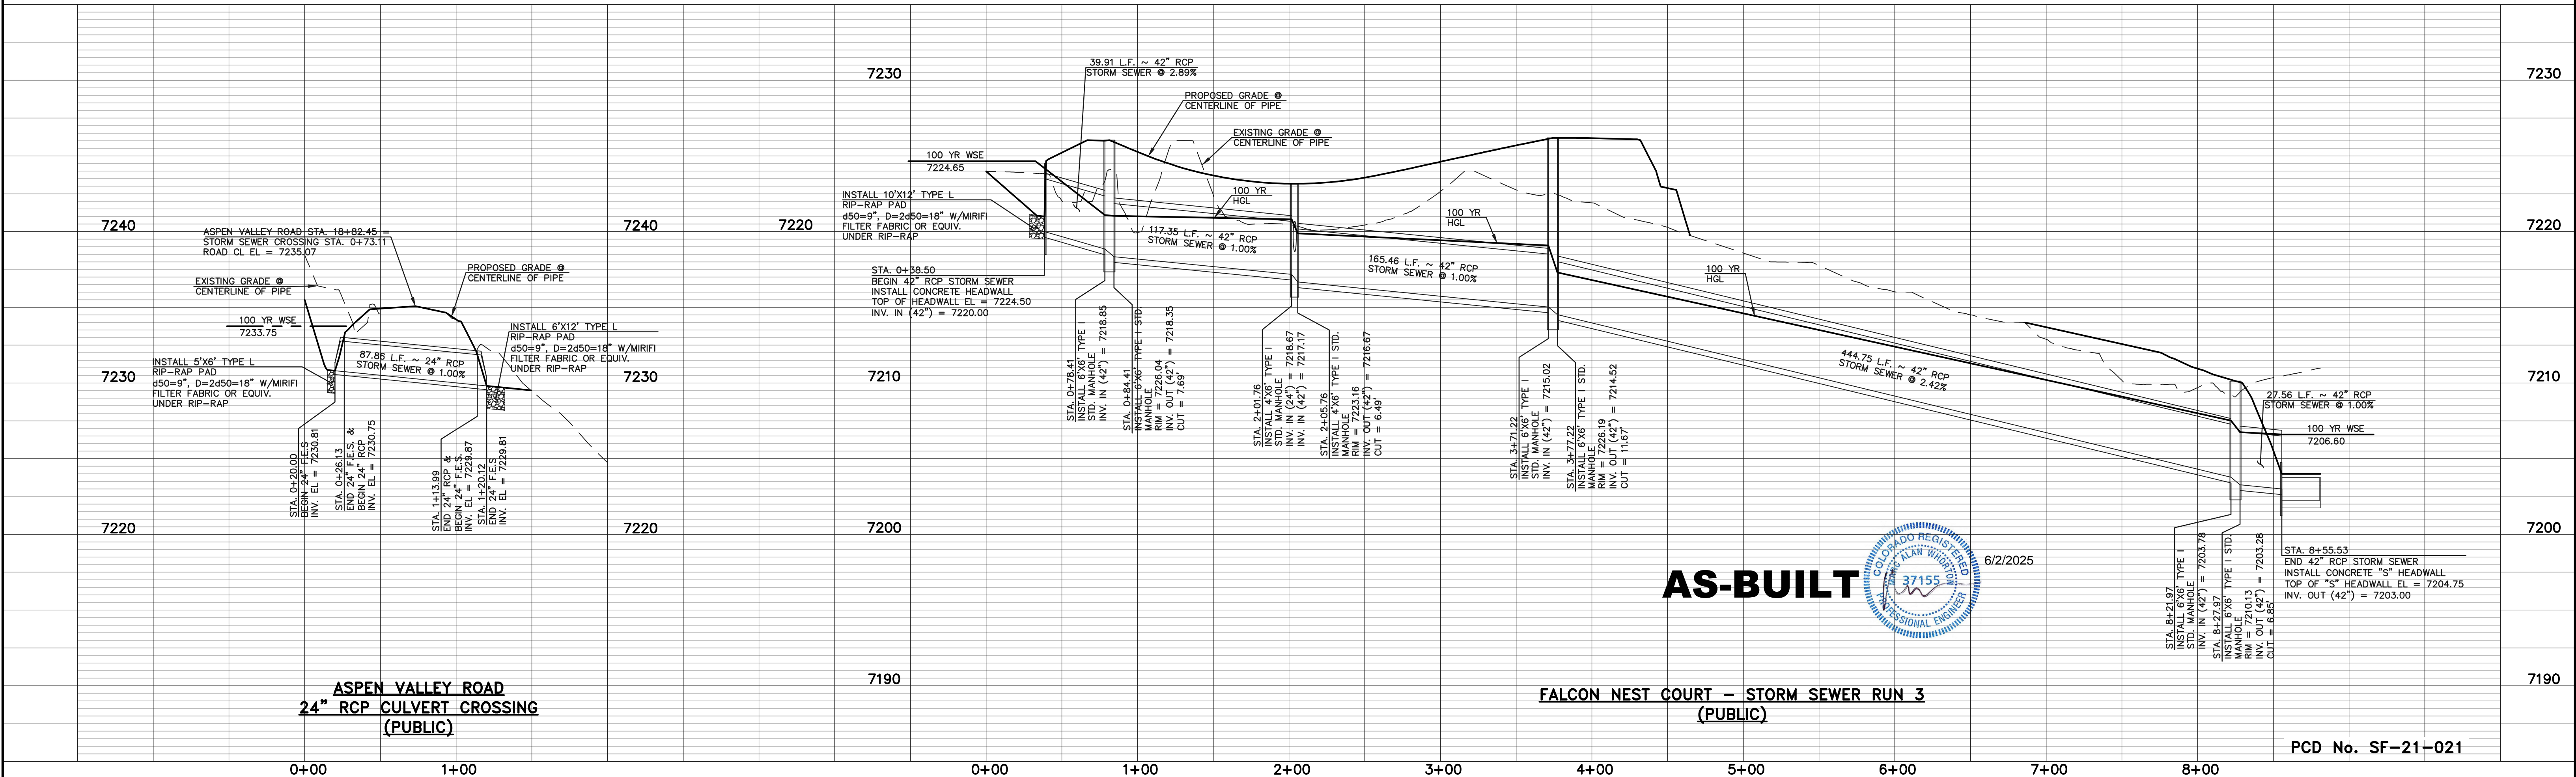 7240
7230
7220
7240
7230
7220
ASPEN VALLEY ROAD STA. 18+82.45 =
STORM SEWER CROSSING STA. 0+73.11
ROAD CL EL = 7235.07
EXISTING GRADE @
CENTERLINE OF PIPE
PROPOSED GRADE @
CENTERLINE OF PIPE
100 YR WSE
7233.75
INSTALL 5'X6' TYPE L
RIP-RAP PAD
d50=9", D=2d50=18" W/MIRIFI
FILTER FABRIC OR EQUIV.
UNDER RIP-RAP
87.86 L.F. ~ 24" RCP
STORM SEWER @ 1.00%
INSTALL 6'X12' TYPE L
RIP-RAP PAD
d50=9", D=2d50=18" W/MIRIFI
FILTER FABRIC OR EQUIV.
UNDER RIP-RAP
STA. 0+20.00
BEGIN 24" F.E.S
INV. EL = 7230.81
STA. 0+26.13
END 24" F.E.S. &
BEGIN 24" RCP
INV. EL = 7230.75
STA. 1+13.99
END 24" RCP &
BEGIN 24" F.E.S.
INV. EL = 7229.87
STA. 1+20.12
END 24" F.E.S
INV. EL = 7229.81
ASPEN VALLEY ROAD
24" RCP CULVERT CROSSING
(PUBLIC)
0+00
1+00
7230
7220
7210
7200
7190
39.91 L.F. ~ 42" RCP
STORM SEWER @ 2.89%
PROPOSED GRADE @
CENTERLINE OF PIPE
EXISTING GRADE @
CENTERLINE OF PIPE
100 YR WSE
7224.65
INSTALL 10'X12' TYPE L
RIP-RAP PAD
d50=9", D=2d50=18" W/MIRIFI
FILTER FABRIC OR EQUIV.
UNDER RIP-RAP
STA. 0+38.50
BEGIN 42" RCP STORM SEWER
INSTALL CONCRETE HEADWALL
TOP OF HEADWALL EL = 7224.50
INV. IN (42") = 7220.00
100 YR
HGL
117.35 L.F. ~ 42" RCP
STORM SEWER @ 1.00%
100 YR
HGL
165.46 L.F. ~ 42" RCP
STORM SEWER @ 1.00%
100 YR
HGL
444.75 L.F. ~ 42" RCP
STORM SEWER @ 2.42%
27.56 L.F. ~ 42" RCP
STORM SEWER @ 1.00%
100 YR WSE
7206.60
STA. 0+78.41
INSTALL 6'X6' TYPE I
STD. MANHOLE
INV. IN (42") = 7218.85
STA. 0+84.41
INSTALL 6'X6' TYPE I STD.
MANHOLE
RIM = 7226.04
INV. OUT (42") = 7218.35
CUT = 7.69'
STA. 2+01.76
INSTALL 4'X6' TYPE I
STD. MANHOLE
INV. IN (24") = 7218.67
INV. IN (42") = 7217.17
STA. 2+05.76
INSTALL 4'X6' TYPE I STD.
MANHOLE
RIM = 7223.16
INV. OUT (42") = 7216.67
CUT = 6.49'
STA. 3+71.22
INSTALL 6'X6' TYPE I
STD. MANHOLE
INV. IN (42") = 7215.02
STA. 3+77.22
INSTALL 6'X6' TYPE I STD.
MANHOLE
RIM = 7226.19
INV. OUT (42") = 7214.52
CUT = 11.67'
STA. 8+21.97
INSTALL 6'X6' TYPE I
STD. MANHOLE
INV. IN (42") = 7203.78
STA. 8+27.97
INSTALL 6'X6' TYPE I STD.
MANHOLE
RIM = 7210.13
INV. OUT (42") = 7203.28
CUT = 6.85'
STA. 8+55.53
END 42" RCP STORM SEWER
INSTALL CONCRETE "S" HEADWALL
TOP OF "S" HEADWALL EL = 7204.75
INV. OUT (42") = 7203.00
7230
7220
7210
7200
7190
AS-BUILT
COLORADO REGISTERED
ALAN WHORTON
37155
PROFESSIONAL ENGINEER
6/2/2025
FALCON NEST COURT - STORM SEWER RUN 3
(PUBLIC)
PCD No. SF-21-021
0+00
1+00
2+00
3+00
4+00
5+00
6+00
7+00
8+00